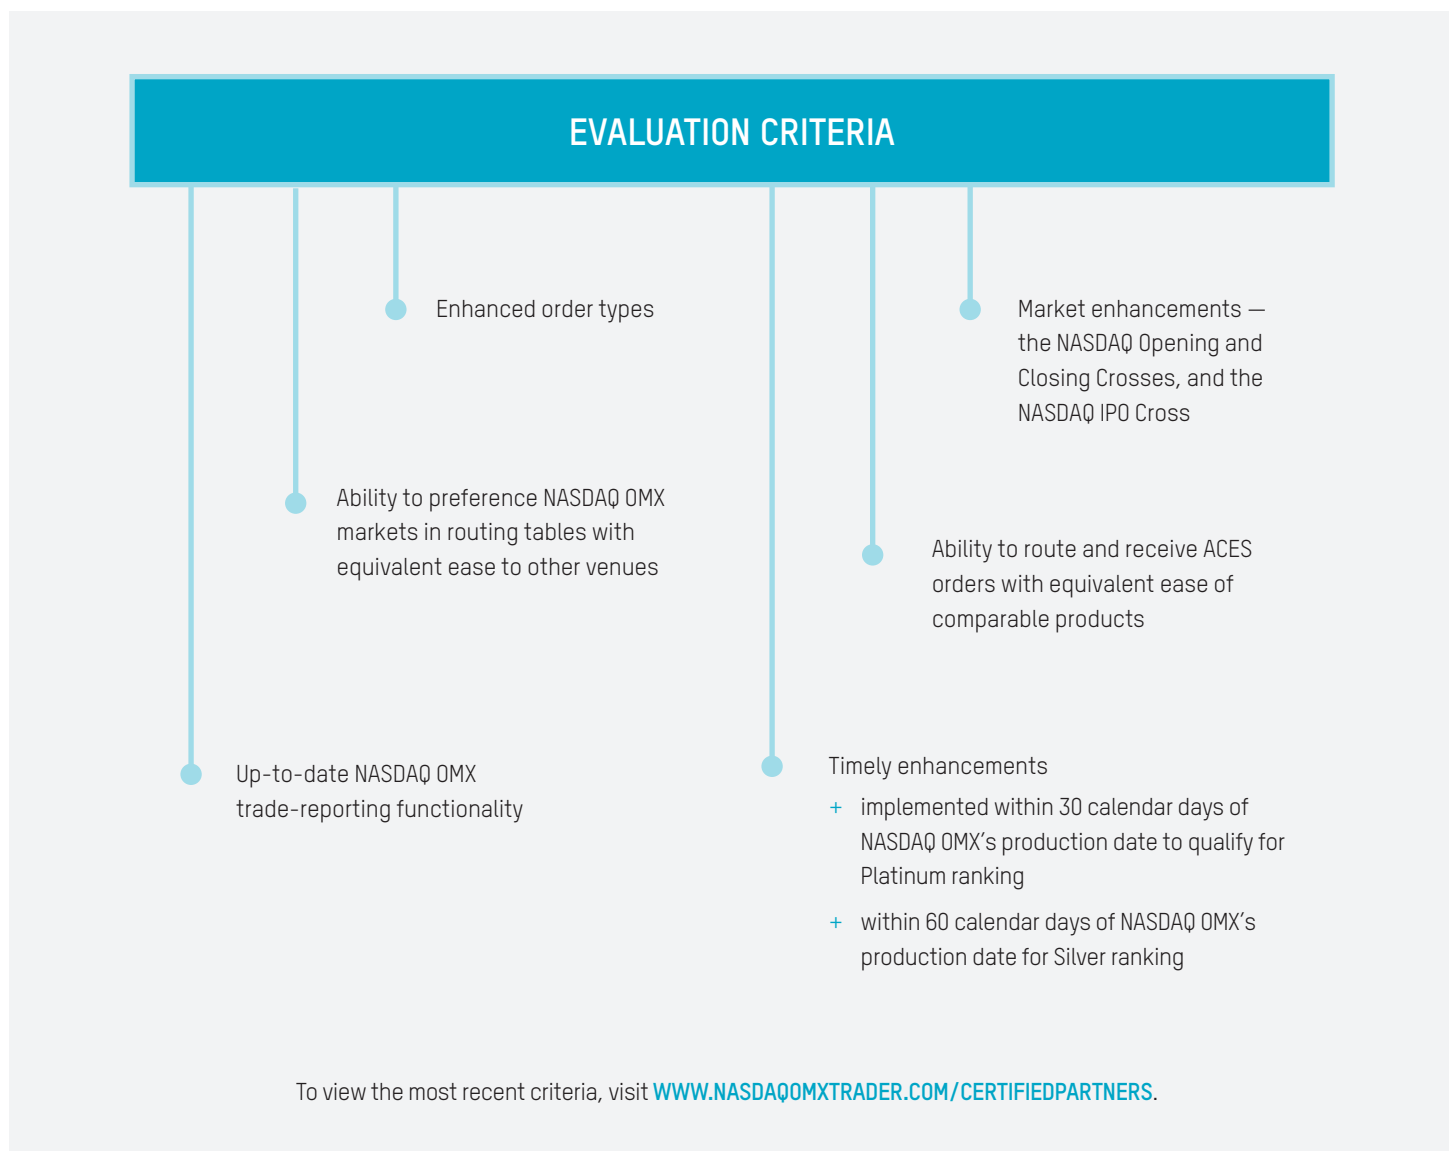 EVALUATION CRITERIA
Enhanced order types
Ability to preference NASDAQ OMX
markets in routing tables with
equivalent ease to other venues
Up-to-date NASDAQ OMX
trade-reporting functionality
Market enhancements —
the NASDAQ Opening and
Closing Crosses, and the
NASDAQ IPO Cross
Ability to route and receive ACES
orders with equivalent ease of
comparable products
Timely enhancements
+ implemented within 30 calendar days of
NASDAQ OMX’s production date to qualify for
Platinum ranking
+ within 60 calendar days of NASDAQ OMX’s
production date for Silver ranking
To view the most recent criteria, visit WWW.NASDAQOMXTRADER.COM/CERTIFIEDPARTNERS.